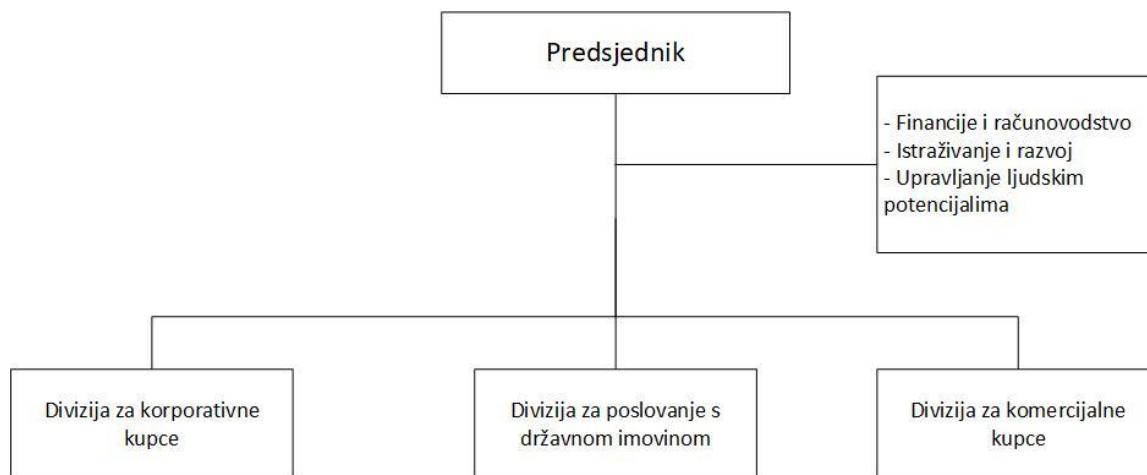 Predsjednik
- Financije i računovodstvo
- Istraživanje i razvoj
- Upravljanje ljudskim
potencijalima
Divizija za korporativne
kupce
Divizija za poslovanje s
državnom imovinom
Divizija za komercijalne
kupce